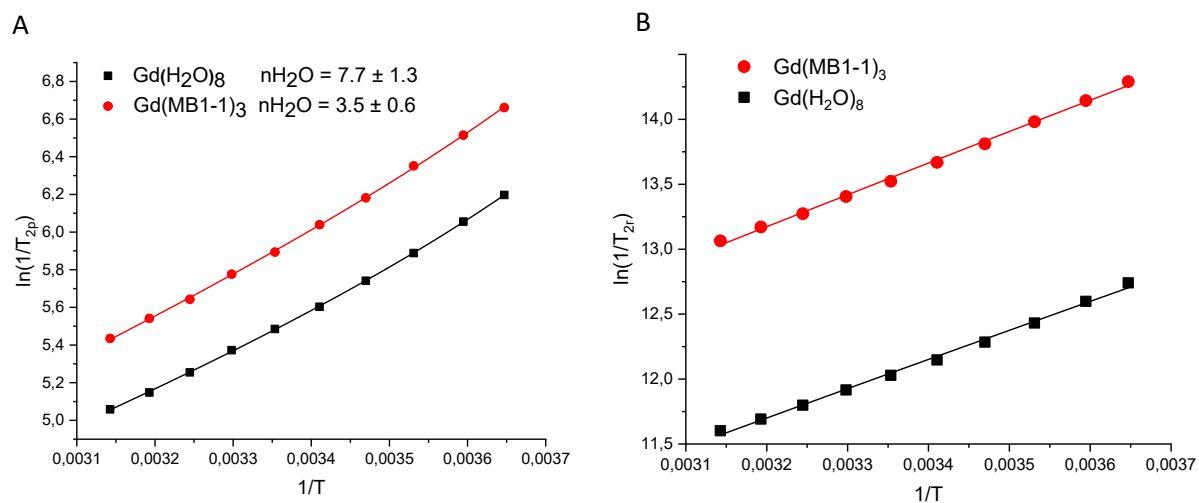 A
Gd(H₂O)₈ nH₂O = 7.7 ± 1.3
Gd(MB1-1)₃ nH₂O = 3.5 ± 0.6
6,8
6,6
6,4
6,2
6,0
5,8
5,6
5,4
5,2
5,0
ln(1/T₂ₚ)
0,0031 0,0032 0,0033 0,0034 0,0035 0,0036 0,0037
1/T
B
Gd(MB1-1)₃
Gd(H₂O)₈
14,0
13,5
13,0
12,5
12,0
11,5
ln(1/T₂ᵣ)
0,0031 0,0032 0,0033 0,0034 0,0035 0,0036 0,0037
1/T